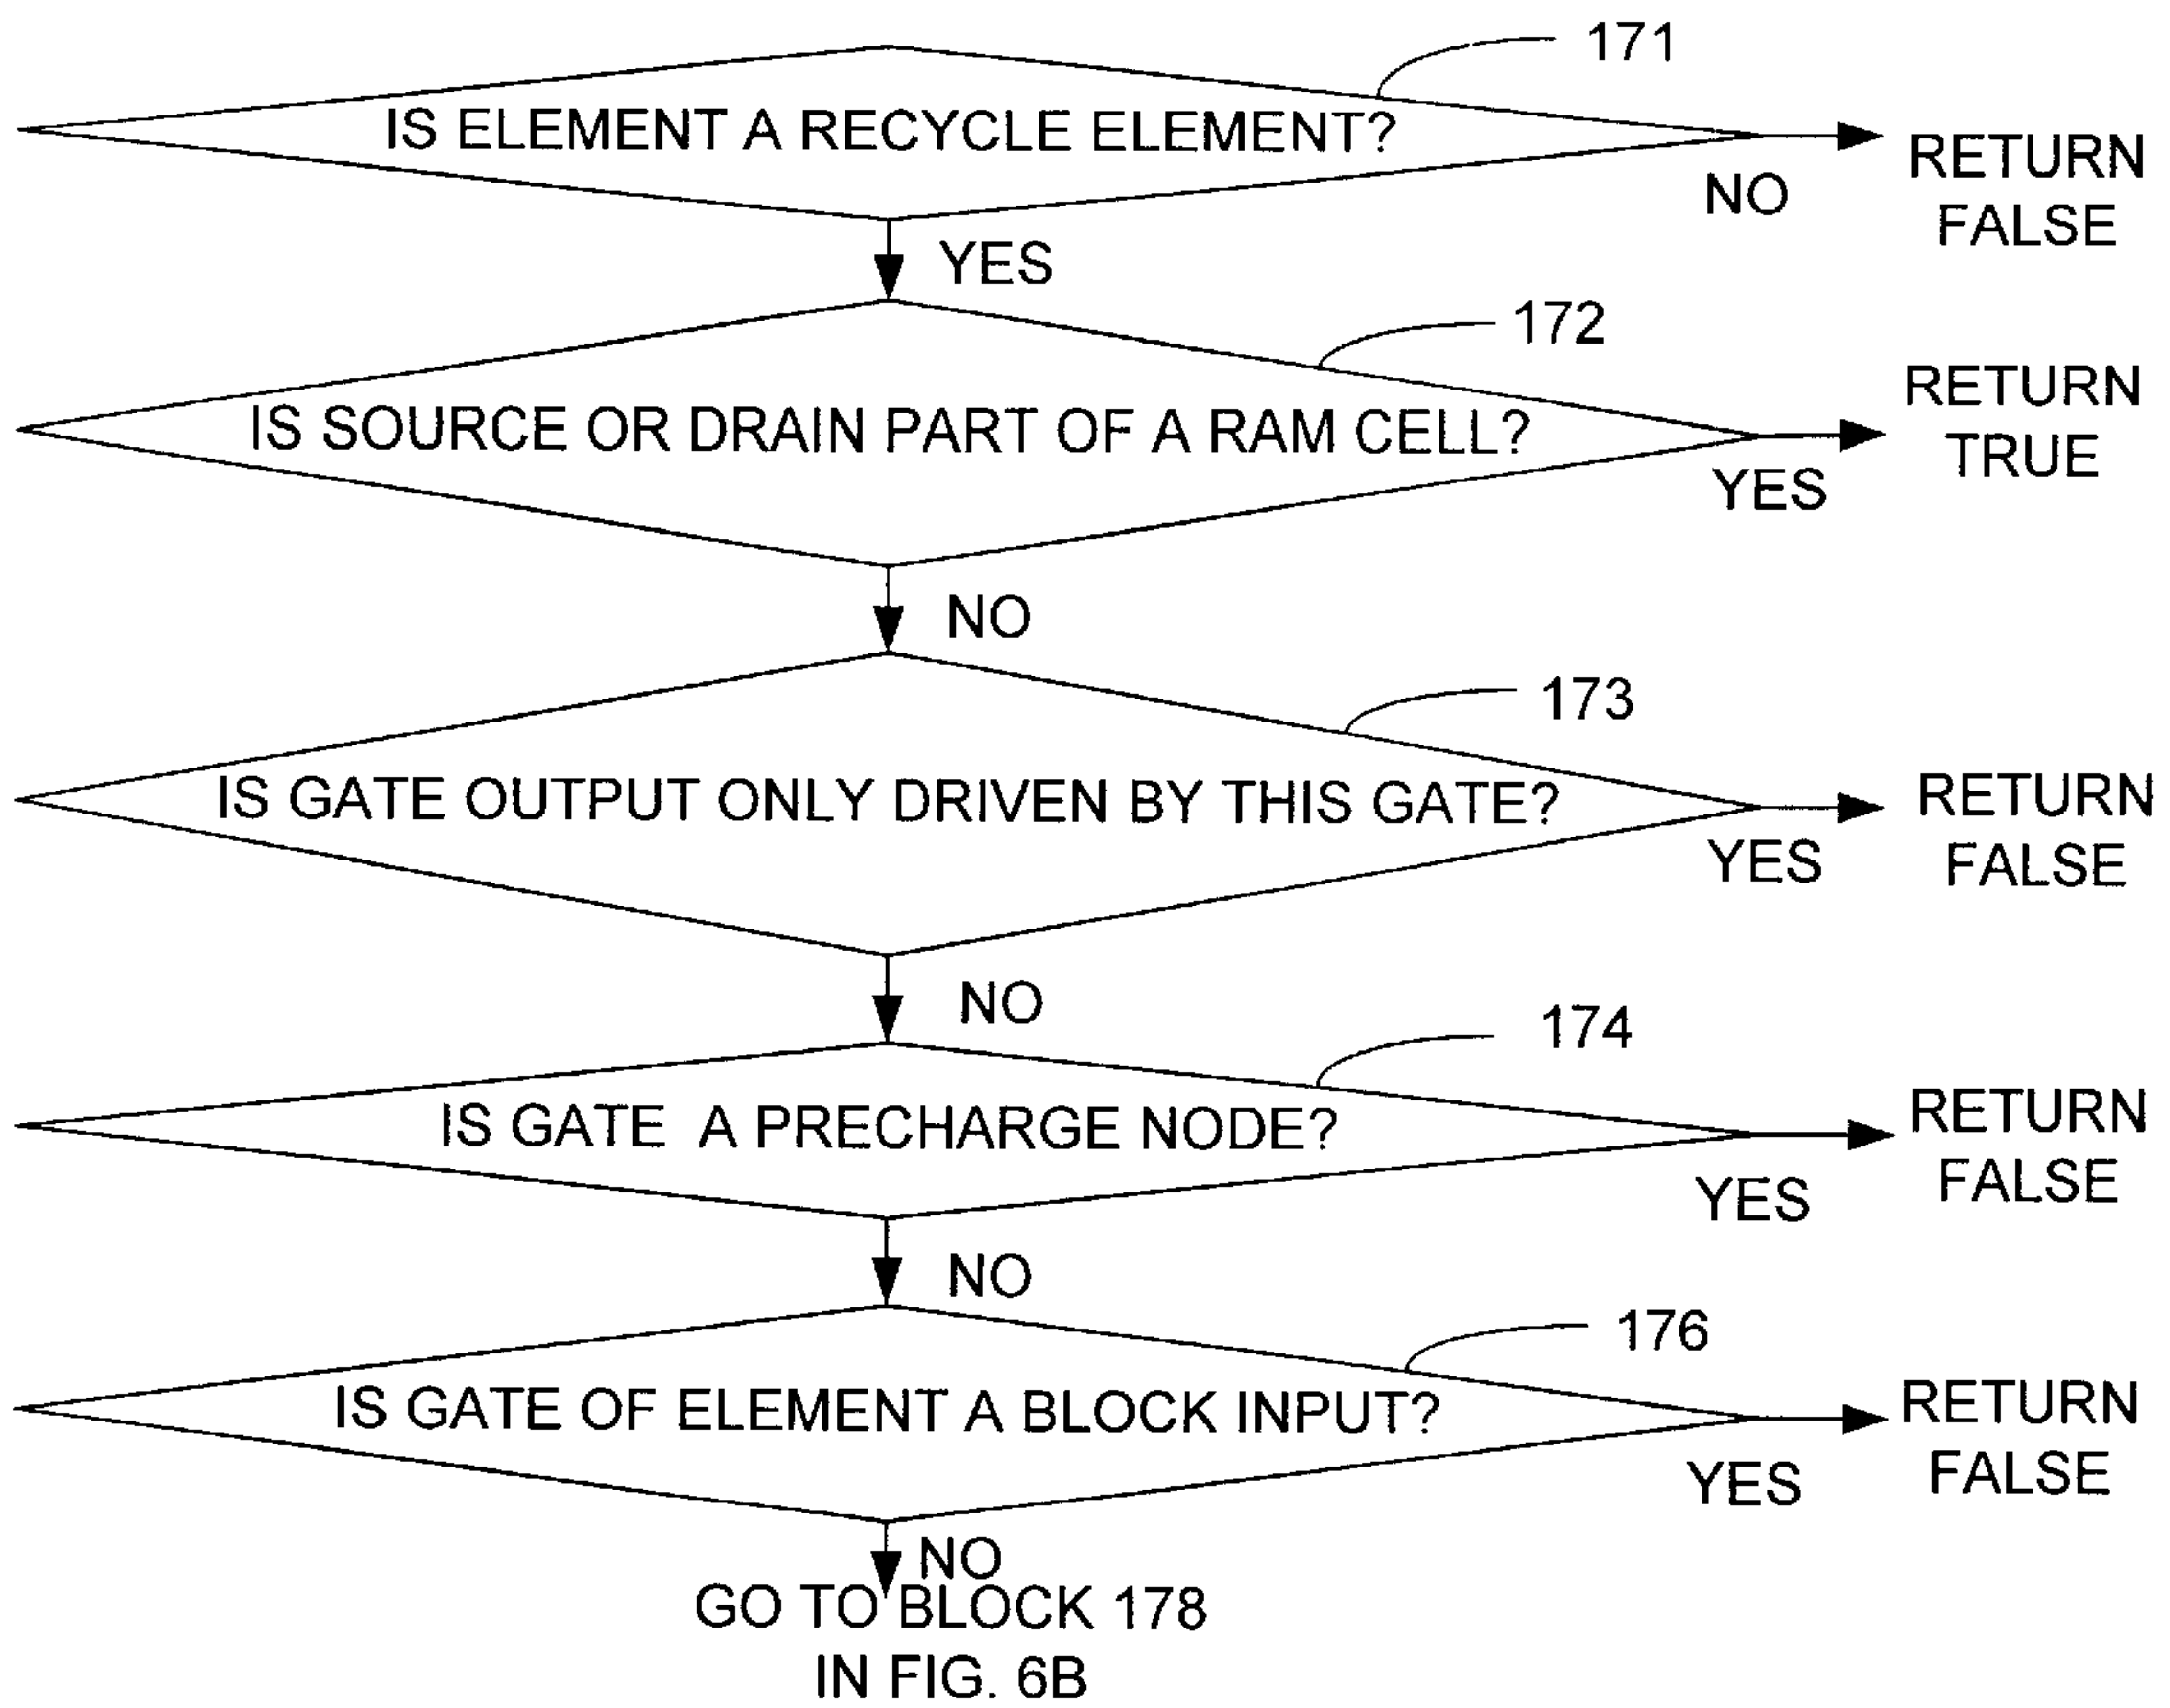 171
IS ELEMENT A RECYCLE ELEMENT?
NO
RETURN
FALSE
YES
172
IS SOURCE OR DRAIN PART OF A RAM CELL?
YES
RETURN
TRUE
NO
173
IS GATE OUTPUT ONLY DRIVEN BY THIS GATE?
YES
RETURN
FALSE
NO
174
IS GATE A PRECHARGE NODE?
YES
RETURN
FALSE
NO
176
IS GATE OF ELEMENT A BLOCK INPUT?
YES
RETURN
FALSE
NO
GO TO BLOCK 178
IN FIG. 6B